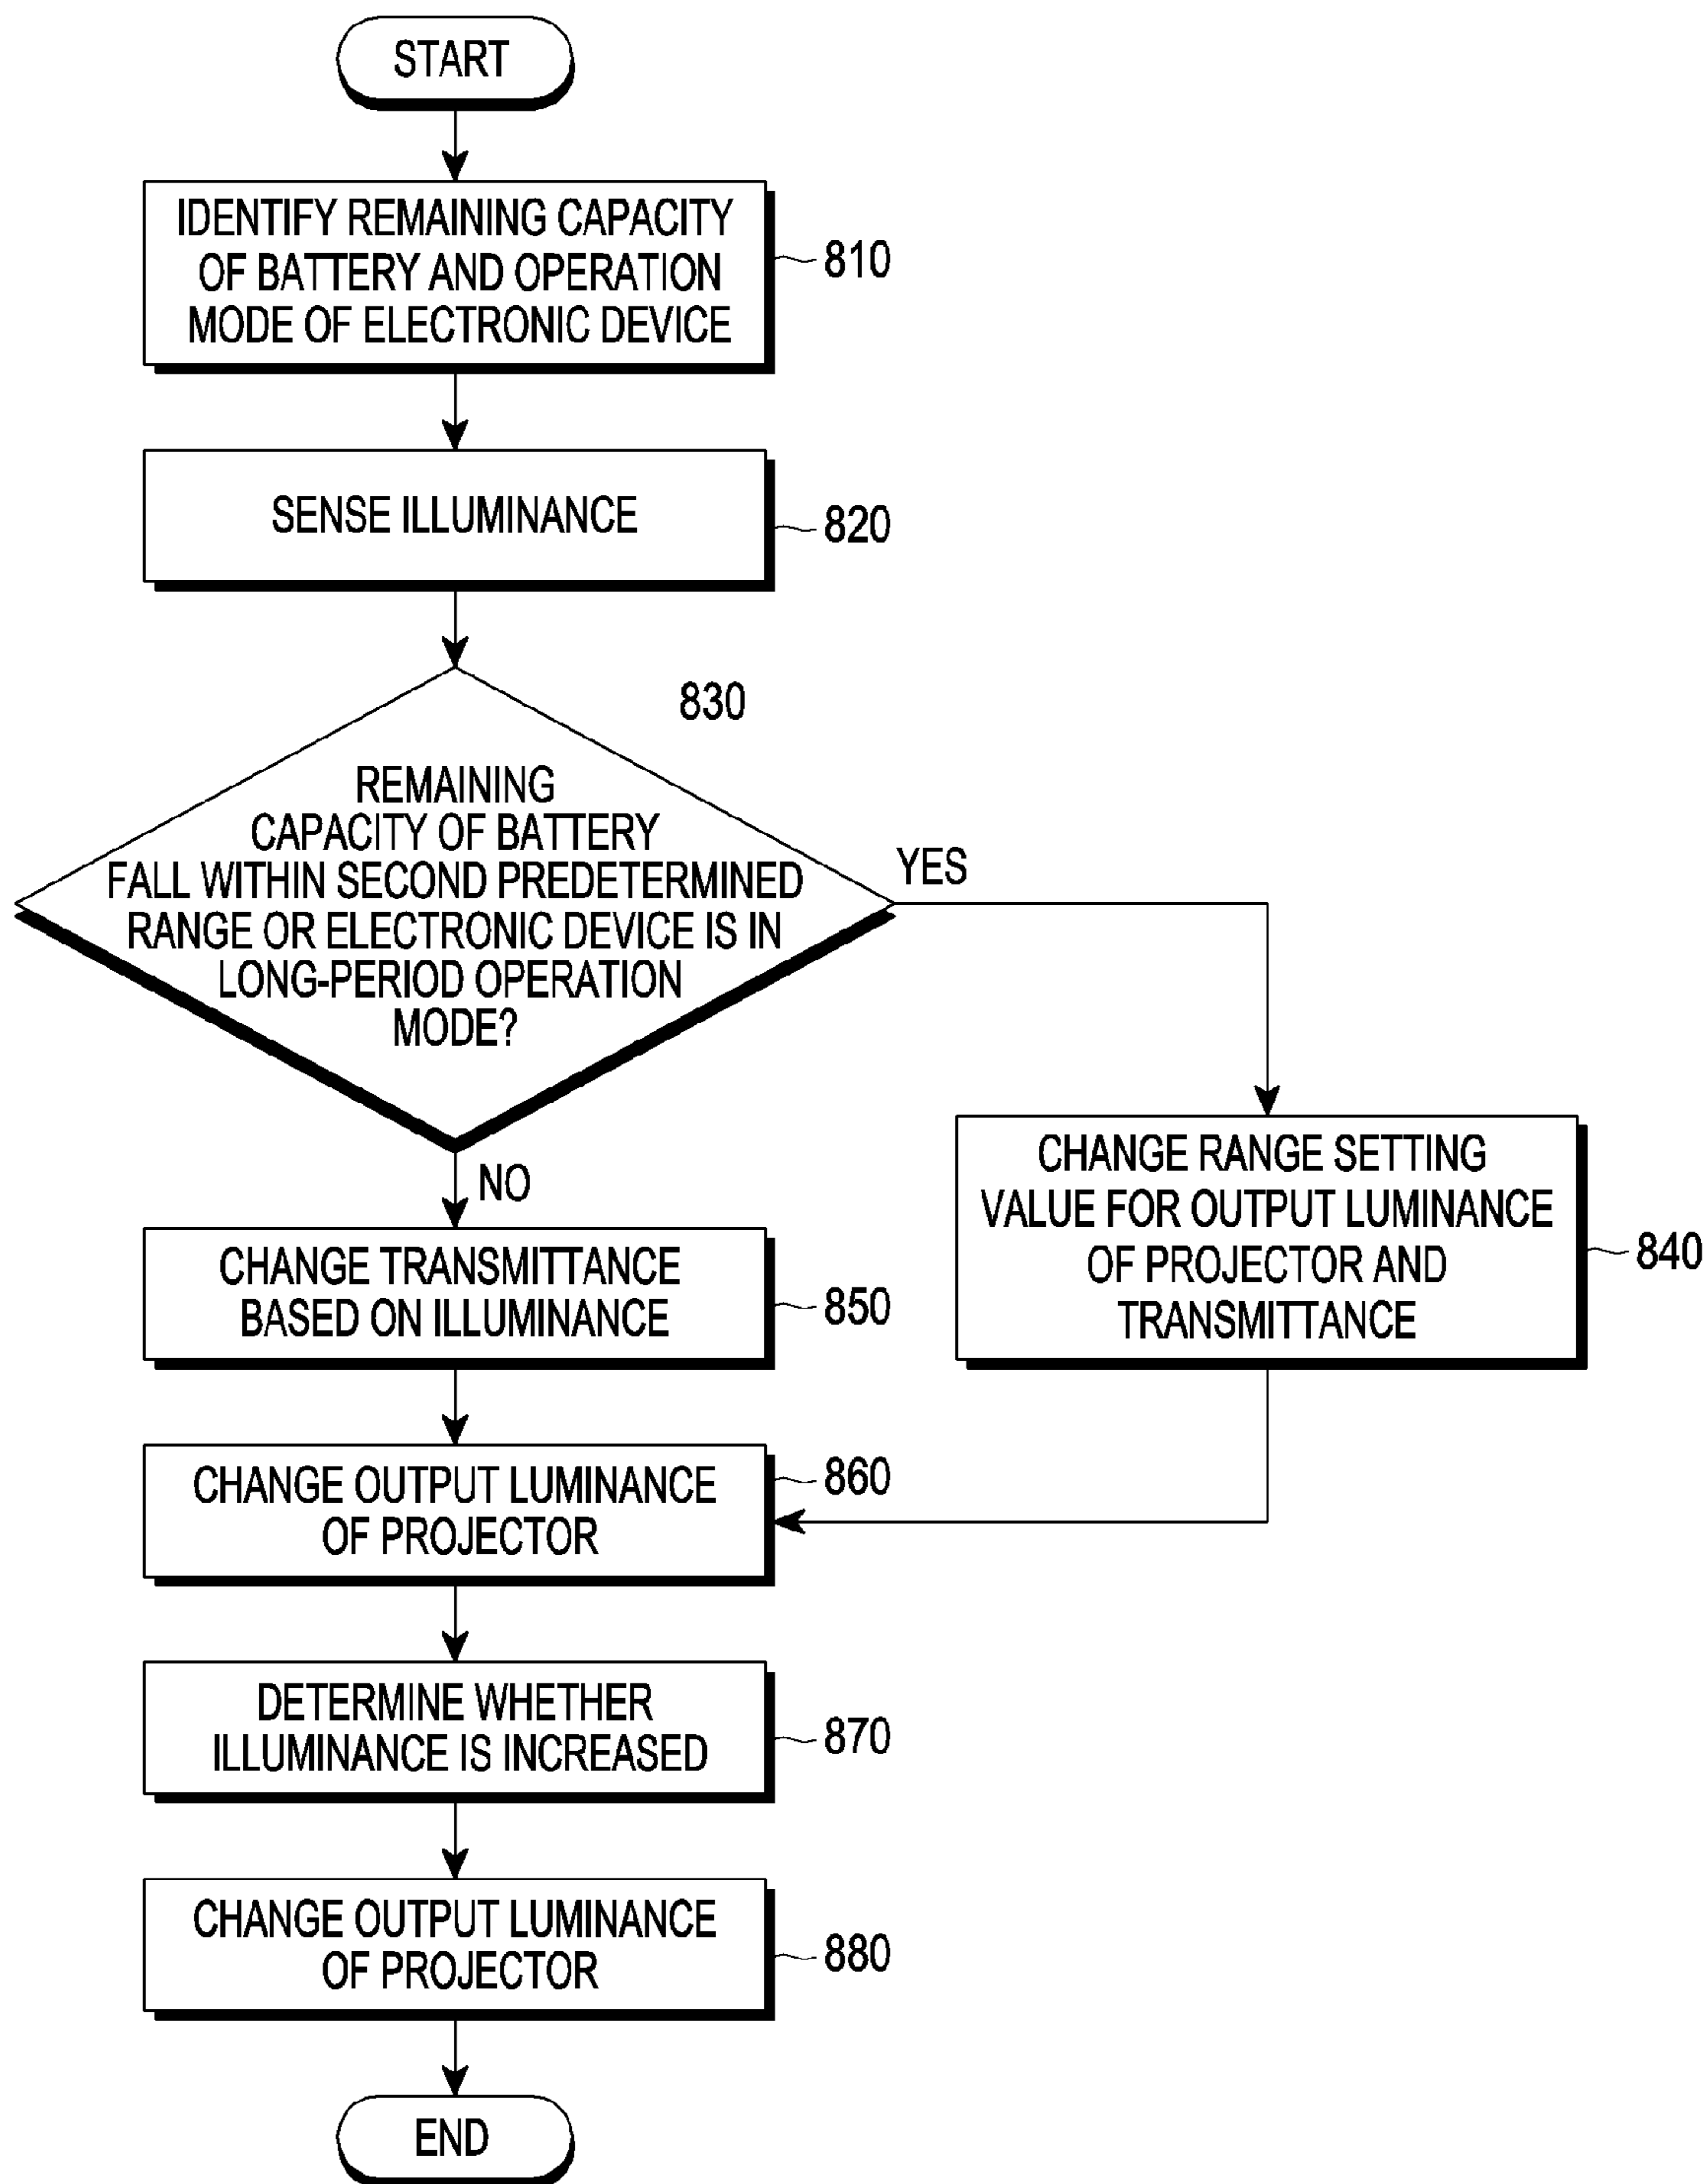 START
IDENTIFY REMAINING CAPACITY
OF BATTERY AND OPERATION
MODE OF ELECTRONIC DEVICE
810
SENSE ILLUMINANCE
820
830
REMAINING
CAPACITY OF BATTERY
FALL WITHIN SECOND PREDETERMINED
RANGE OR ELECTRONIC DEVICE IS IN
LONG-PERIOD OPERATION
MODE?
YES
NO
CHANGE RANGE SETTING
VALUE FOR OUTPUT LUMINANCE
OF PROJECTOR AND
TRANSMITTANCE
840
CHANGE TRANSMITTANCE
BASED ON ILLUMINANCE
850
CHANGE OUTPUT LUMINANCE
OF PROJECTOR
860
DETERMINE WHETHER
ILLUMINANCE IS INCREASED
870
CHANGE OUTPUT LUMINANCE
OF PROJECTOR
880
END